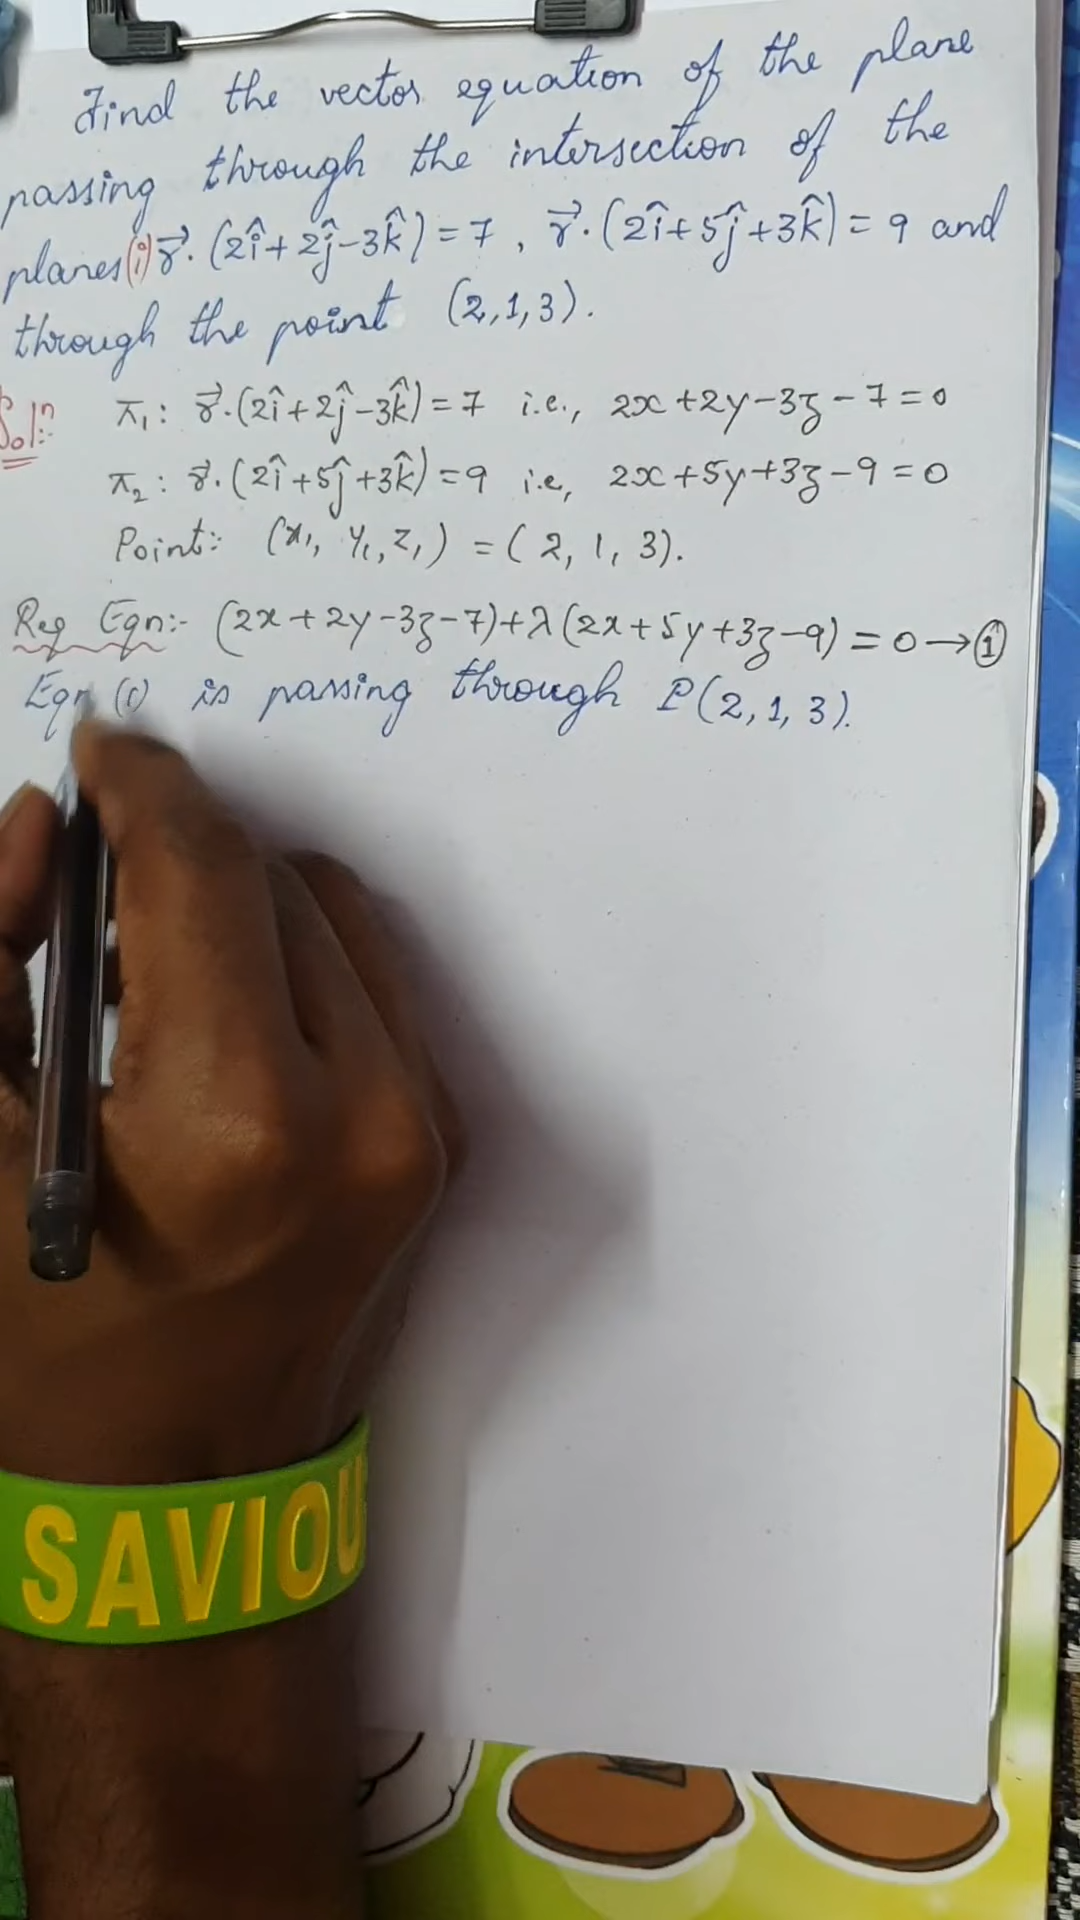 Find the vector equation of the plane
passing through the intersection of the
planes (i) r⃗.(2î+2ĵ-3k̂)=7, r⃗.(2î+5ĵ+3k̂)=9 and
through the point (2,1,3).
Sol^n:
π₁: r⃗.(2î+2ĵ-3k̂)=7 i.e., 2x+2y-3z-7=0
π₂: r⃗.(2î+5ĵ+3k̂)=9 i.e, 2x+5y+3z-9=0
Point:- (x₁, y₁, z₁) = (2, 1, 3).
Req Eqn:- (2x+2y-3z-7)+λ(2x+5y+3z-9)=0→①
Eqn (1) is passing through P(2,1,3).
SAVIOU